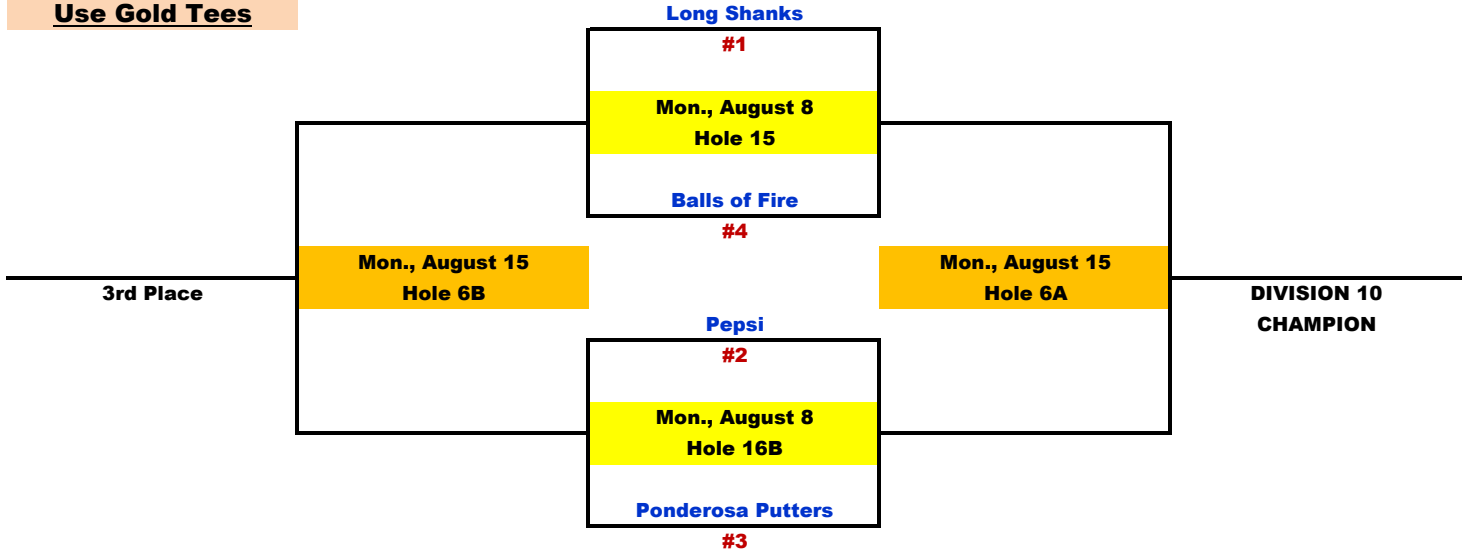 Use Gold Tees
Long Shanks
#1
Mon., August 8
Hole 15
Balls of Fire
#4
Mon., August 15
Hole 6B
3rd Place
Mon., August 15
Hole 6A
DIVISION 10
CHAMPION
Pepsi
#2
Mon., August 8
Hole 16B
Ponderosa Putters
#3